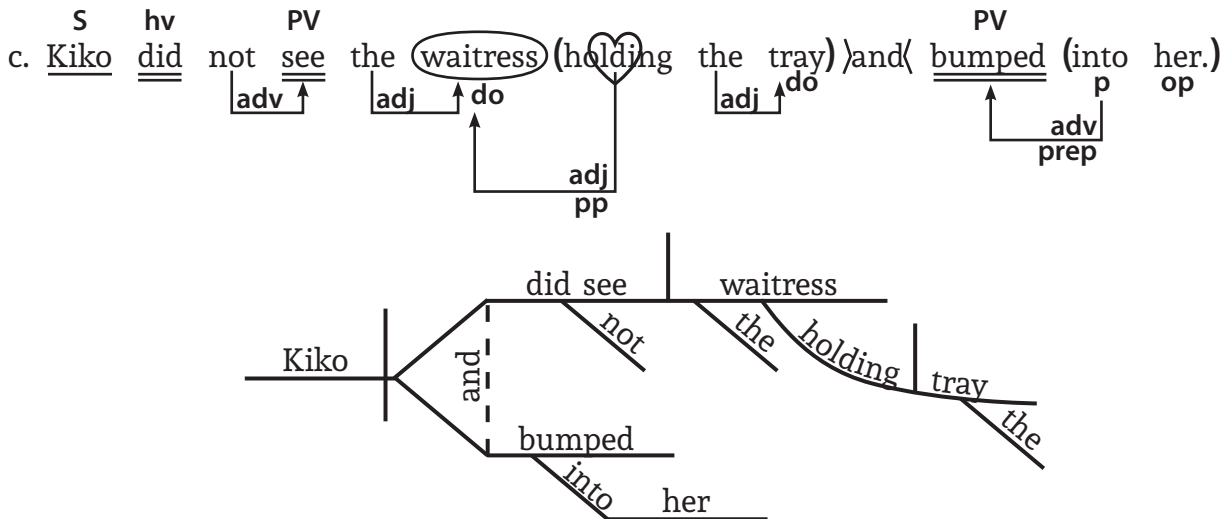 S hv PV PV
c. Kiko did not see the waitress (holding the tray) ⟩and⟨ bumped (into her.)
adv adj do adj do p op
adv
prep
adj
pp
did see waitress
not the holding
Kiko and tray
the
bumped
into her